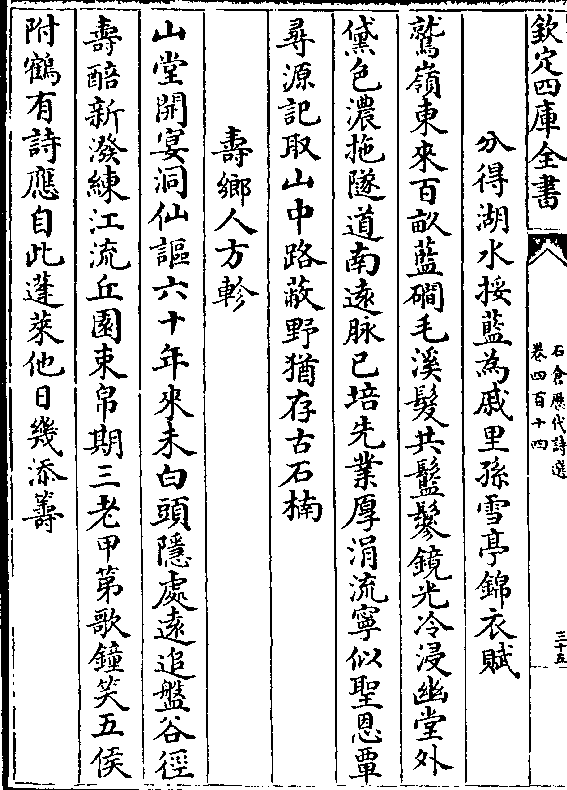 欽定四庫全書
石倉歷代詩選
卷四百十四
三十五
分得湖水挼藍為戚里孫雪亭錦衣賦
鷲嶺東來百畝藍磵毛溪髮共鬖鬖鏡光冷浸幽堂外
黛色濃拖隧道南逺脉已培先業厚涓流寧似聖恩覃
尋源記取山中路蔽野猶存古石楠
壽鄉人方軫
山堂開宴洞仙謳六十年來未白頭隱處逺追盤谷徑
壽醅新潑練江流丘園束帛期三老甲第歌鐘笑五侯
附鶴有詩應自此蓬萊他日幾添籌